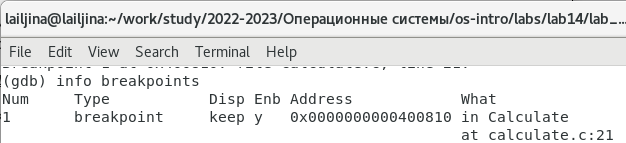 lailjina@lailjina:~/work/study/2022-2023/Операционные системы/os-intro/labs/lab14/lab_...
File Edit View Search Terminal Help
(gdb) info breakpoints
Num Type Disp Enb Address What
1 breakpoint keep y 0x0000000000400810 in Calculate
at calculate.c:21